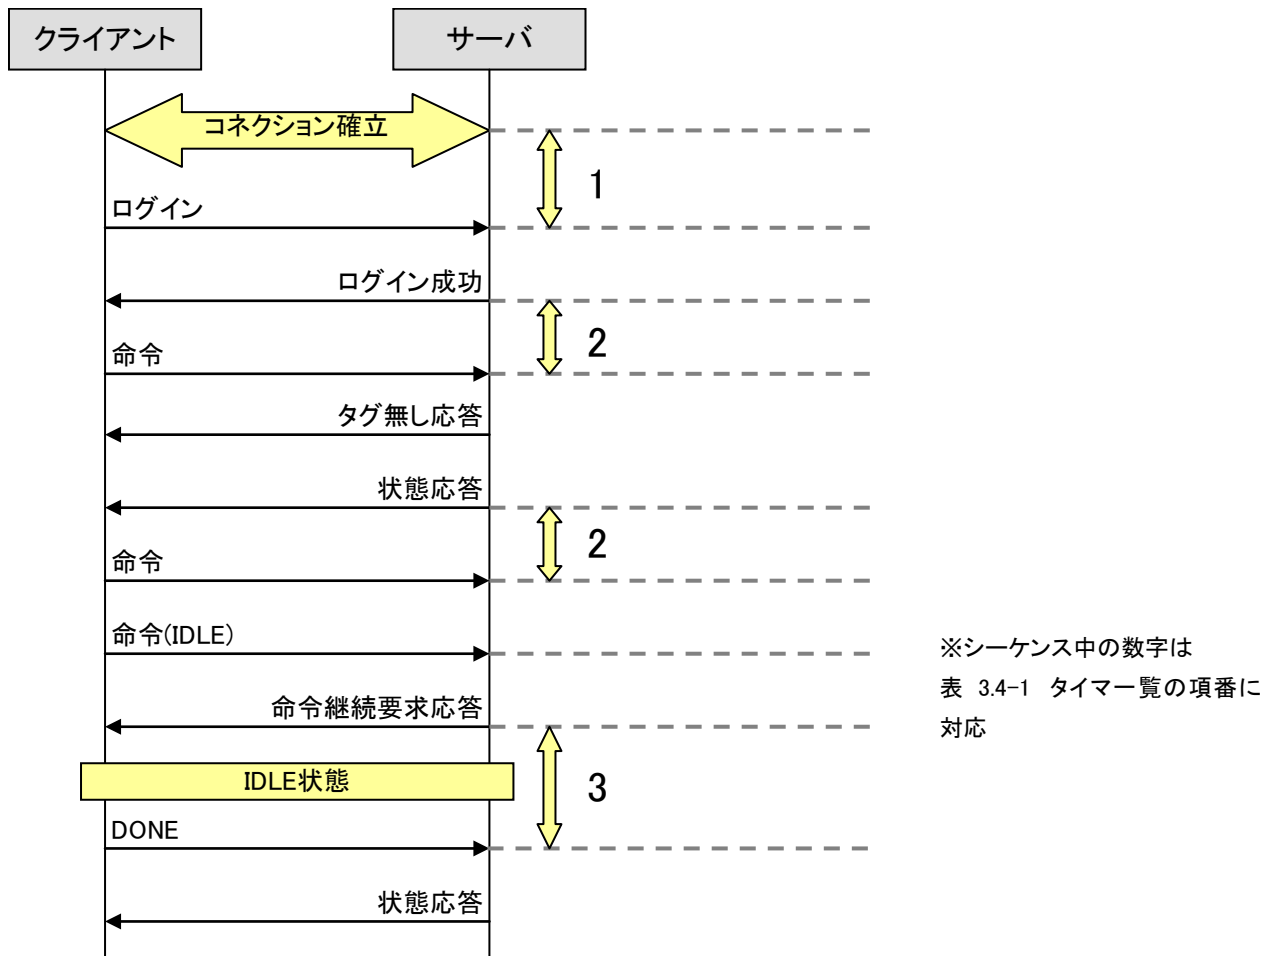 クライアント
サーバ
コネクション確立
1
ログイン
ログイン成功
2
命令
タグ無し応答
状態応答
2
命令
命令(IDLE)
※シーケンス中の数字は
表 3.4-1 タイマー覧の項番に
対応
命令継続要求応答
IDLE状態
3
DONE
状態応答